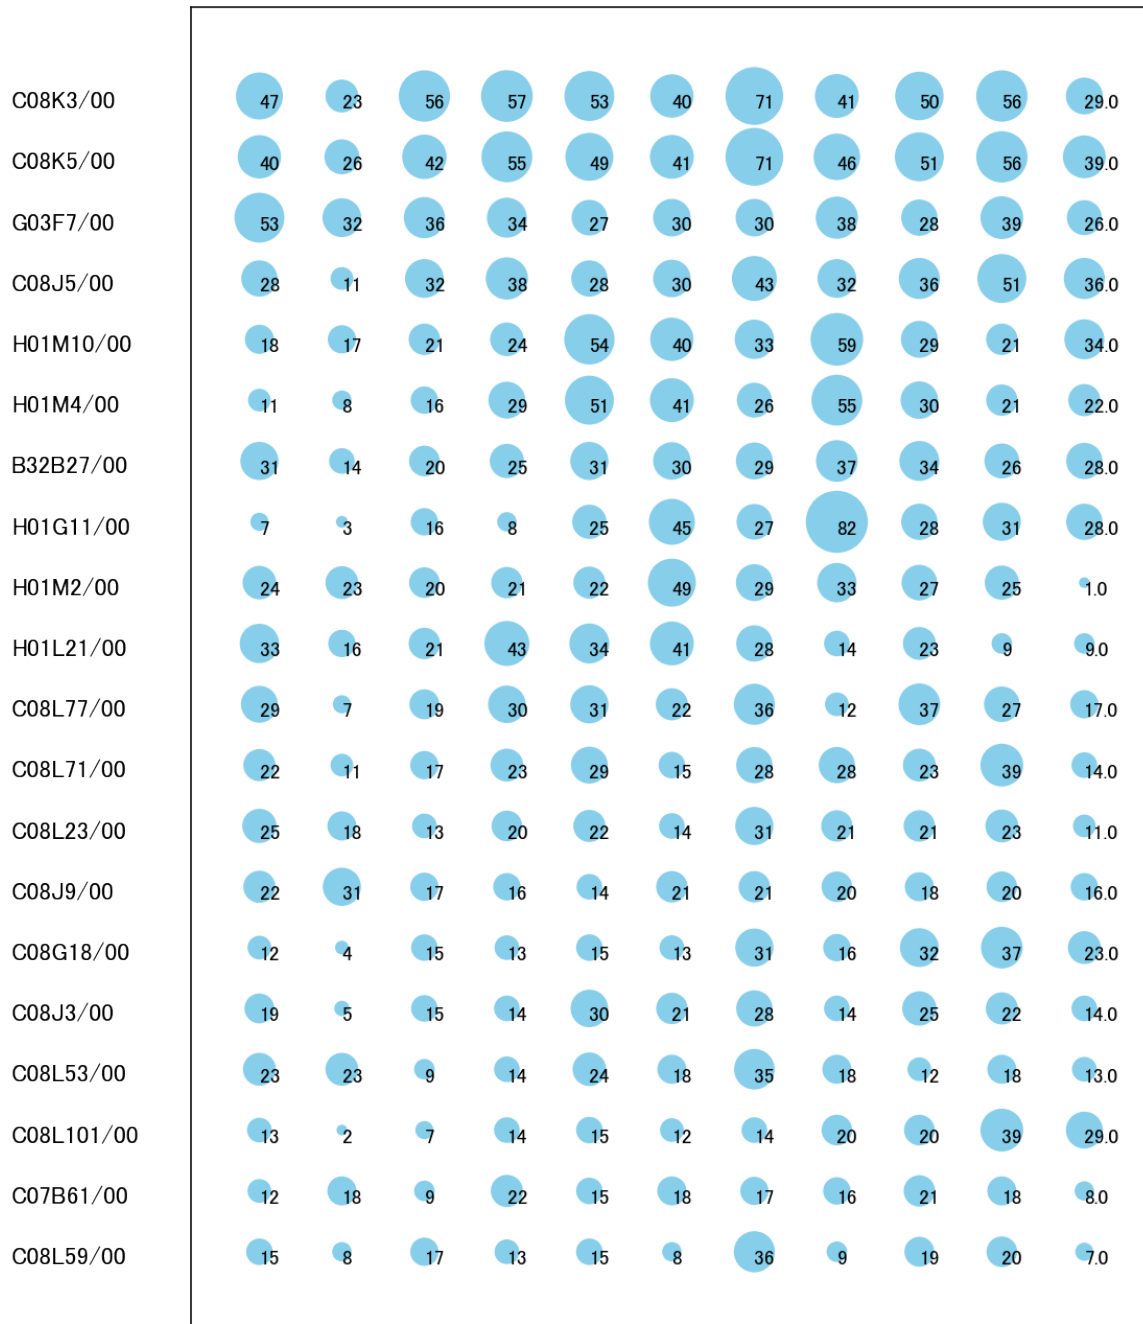 C08K3/00 47 23 56 57 53 40 71 41 50 56 29.0
C08K5/00 40 26 42 55 49 41 71 46 51 56 39.0
G03F7/00 53 32 36 34 27 30 30 38 28 39 26.0
C08J5/00 28 11 32 38 28 30 43 32 36 51 36.0
H01M10/00 18 17 21 24 54 40 33 59 29 21 34.0
H01M4/00 11 8 16 29 51 41 26 55 30 21 22.0
B32B27/00 31 14 20 25 31 30 29 37 34 26 28.0
H01G11/00 7 3 16 8 25 45 27 82 28 31 28.0
H01M2/00 24 23 20 21 22 49 29 33 27 25 1.0
H01L21/00 33 16 21 43 34 41 28 14 23 9 9.0
C08L77/00 29 7 19 30 31 22 36 12 37 27 17.0
C08L71/00 22 11 17 23 29 15 28 28 23 39 14.0
C08L23/00 25 18 13 20 22 14 31 21 21 23 11.0
C08J9/00 22 31 17 16 14 21 21 20 18 20 16.0
C08G18/00 12 4 15 13 15 13 31 16 32 37 23.0
C08J3/00 19 5 15 14 30 21 28 14 25 22 14.0
C08L53/00 23 23 9 14 24 18 35 18 12 18 13.0
C08L101/00 13 2 7 14 15 12 14 20 20 39 29.0
C07B61/00 12 18 9 22 15 18 17 16 21 18 8.0
C08L59/00 15 8 17 13 15 8 36 9 19 20 7.0